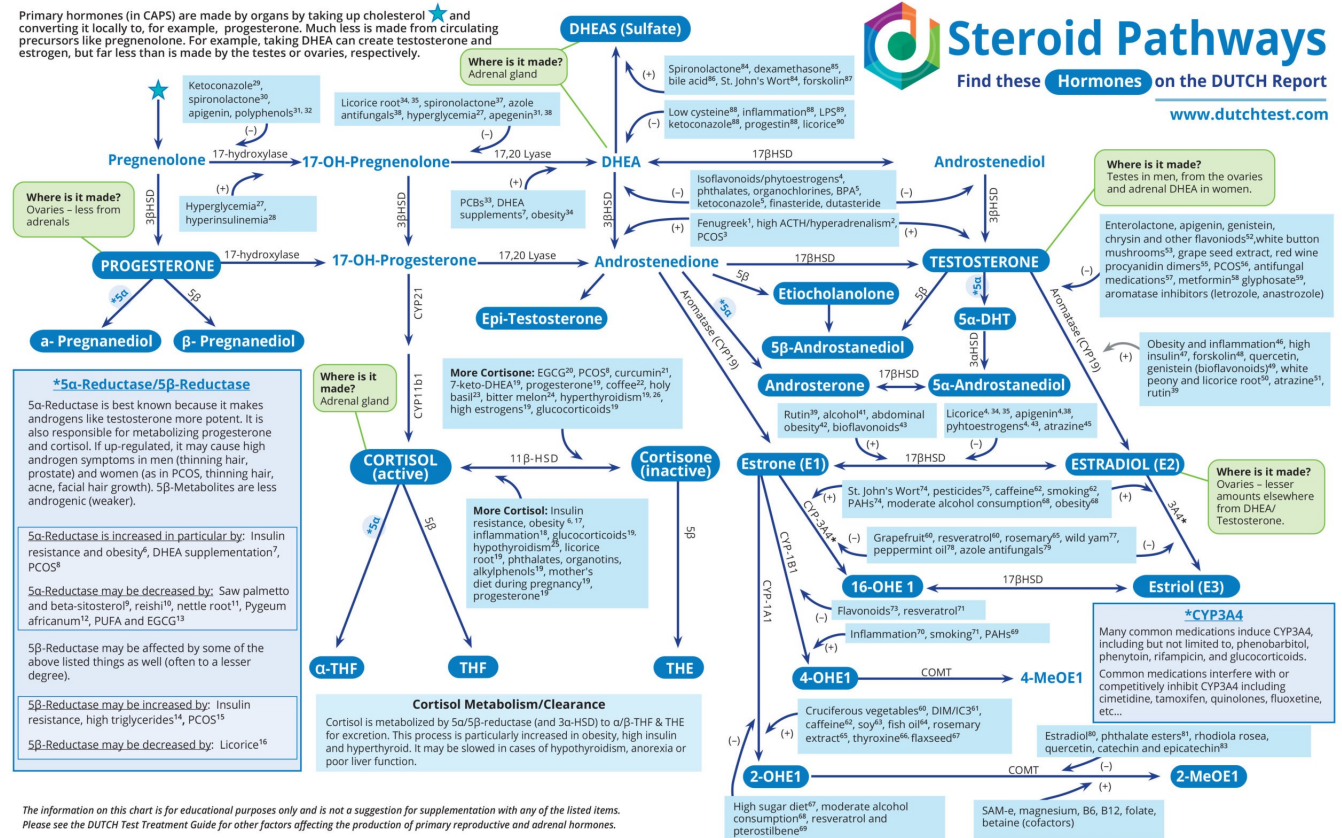 Primary hormones (in CAPS) are made by organs by taking up cholesterol and
converting it locally to, for example, progesterone. Much less is made from circulating
precursors like pregnenolone. For example, taking DHEA can create testosterone and
estrogen, but far less than is made by the testes or ovaries, respectively.
Steroid Pathways
Find these Hormones on the DUTCH Report
www.dutchtest.com
DHEAS (Sulfate)
Where is it made?
Adrenal gland
(+)
Spironolactone⁸⁴, dexamethasone⁸⁵,
bile acid⁸⁶, St. John's Wort⁸⁴, forskolin⁸⁷
(−)
Low cysteine⁸⁸, inflammation⁸⁸, LPS⁸⁹,
ketoconazole⁸⁸, progestin⁸⁸, licorice⁹⁰
Ketoconazole²⁹,
spironolactone³⁰,
apigenin, polyphenols³¹, ³²
(−)
Licorice root³⁴, ³⁵, spironolactone³⁷, azole
antifungals³⁸, hyperglycemia²⁷, apegenin³¹, ³⁸
(−)
Pregnenolone
17-hydroxylase
17-OH-Pregnenolone
17,20 Lyase
DHEA
17βHSD
Androstenediol
(+)
Hyperglycemia²⁷,
hyperinsulinemia²⁸
(+)
PCBs³³, DHEA
supplements⁷, obesity³⁴
(−)
Isoflavonoids/phytoestrogens⁴,
phthalates, organochlorines, BPA⁵,
ketoconazole⁵, finasteride, dutasteride
(−)
(+)
Fenugreek¹, high ACTH/hyperadrenalism²,
PCOS³
(+)
Where is it made?
Ovaries – less from
adrenals
3βHSD
3βHSD
3βHSD
3βHSD
Where is it made?
Testes in men, from the ovaries
and adrenal DHEA in women.
PROGESTERONE
17-hydroxylase
17-OH-Progesterone
17,20 Lyase
Androstenedione
17βHSD
TESTOSTERONE
(−)
Enterolactone, apigenin, genistein,
chrysin and other flavoniods⁵²,white button
mushrooms⁵³, grape seed extract, red wine
procyanidin dimers⁵⁵, PCOS⁵⁶, antifungal
medications⁵⁷, metformin⁵⁸ glyphosate⁵⁹,
aromatase inhibitors (letrozole, anastrozole)
*5α
5β
a- Pregnanediol
β- Pregnanediol
CYP21
CYP11b1
Epi-Testosterone
Aromatase (CYP19)
*5α
5β
Etiocholanolone
5β-Androstanediol
5β
*5α
5α-DHT
3αHSD
Androsterone
17βHSD
5α-Androstanediol
Aromatase (CYP19)
(+)
Obesity and inflammation⁴⁶, high
insulin⁴⁷, forskolin⁴⁸, quercetin,
genistein (bioflavonoids)⁴⁹, white
peony and licorice root⁵⁰, atrazine⁵¹,
rutin³⁹
*5α-Reductase/5β-Reductase
5α-Reductase is best known because it makes
androgens like testosterone more potent. It is
also responsible for metabolizing progesterone
and cortisol. If up-regulated, it may cause high
androgen symptoms in men (thinning hair,
prostate) and women (as in PCOS, thinning hair,
acne, facial hair growth). 5β-Metabolites are less
androgenic (weaker).
5α-Reductase is increased in particular by: Insulin
resistance and obesity⁶, DHEA supplementation⁷,
PCOS⁸
5α-Reductase may be decreased by: Saw palmetto
and beta-sitosterol⁹, reishi¹⁰, nettle root¹¹, Pygeum
africanum¹², PUFA and EGCG¹³
5β-Reductase may be affected by some of the
above listed things as well (often to a lesser
degree).
5β-Reductase may be increased by: Insulin
resistance, high triglycerides¹⁴, PCOS¹⁵
5β-Reductase may be decreased by: Licorice¹⁶
Where is it
made?
Adrenal gland
More Cortisone: EGCG²⁰, PCOS⁸, curcumin²¹,
7-keto-DHEA¹⁹, progesterone¹⁹, coffee²², holy
basil²³, bitter melon²⁴, hyperthyroidism¹⁹, ²⁶
high estrogens¹⁹, glucocorticoids¹⁹
CORTISOL
(active)
11β-HSD
Cortisone
(inactive)
More Cortisol: Insulin
resistance, obesity ⁶, ¹⁷,
inflammation¹⁸, glucocorticoids¹⁹,
hypothyroidism²⁵, licorice
root¹⁹, phthalates, organotins,
alkylphenols¹⁹, mother's
diet during pregnancy¹⁹,
progesterone¹⁹
*5α
5β
5β
α-THF
THF
THE
Cortisol Metabolism/Clearance
Cortisol is metabolized by 5α/5β-reductase (and 3α-HSD) to α/β-THF & THE
for excretion. This process is particularly increased in obesity, high insulin
and hyperthyroid. It may be slowed in cases of hypothyroidism, anorexia or
poor liver function.
Rutin³⁹, alcohol⁴¹, abdominal
obesity⁴², bioflavonoids⁴³
(+)
Licorice⁴, ³⁴, ³⁵, apigenin⁴,³⁸,
pyhtoestrogens⁴, ⁴³, atrazine⁴⁵
(−)
Estrone (E1)
17βHSD
ESTRADIOL (E2)
Where is it made?
Ovaries – lesser
amounts elsewhere
from DHEA/
Testosterone.
(+)
St. John's Wort⁷⁴, pesticides⁷⁵, caffeine⁶², smoking⁶²,
PAHs⁷⁴, moderate alcohol consumption⁶⁸, obesity⁶⁸
(+)
CYP-3A4★
3A4★
(−)
Grapefruit⁶⁰, resveratrol⁶⁰, rosemary⁶⁵, wild yam⁷⁷,
peppermint oil⁷⁸, azole antifungals⁷⁹
(−)
CYP-1B1
CYP-1A1
16-OHE 1
17βHSD
Estriol (E3)
(−)
Flavonoids⁷³, resveratrol⁷¹
(+)
Inflammation⁷⁰, smoking⁷¹, PAHs⁶⁹
*CYP3A4
Many common medications induce CYP3A4,
including but not limited to, phenobarbitol,
phenytoin, rifampicin, and glucocorticoids.
Common medications interfere with or
competitively inhibit CYP3A4 including
cimetidine, tamoxifen, quinolones, fluoxetine,
etc...
4-OHE1
COMT
4-MeOE1
(−)
(+)
Cruciferous vegetables⁶⁰, DIM/IC3⁶¹,
caffeine⁶², soy⁶³, fish oil⁶⁴, rosemary
extract⁶⁵, thyroxine⁶⁶, flaxseed⁶⁷
Estradiol⁸⁰, phthalate esters⁸¹, rhodiola rosea,
quercetin, catechin and epicatechin⁸³
(−)
2-OHE1
COMT
2-MeOE1
(+)
High sugar diet⁶⁷, moderate alcohol
consumption⁶⁸, resveratrol and
pterostilbene⁶⁹
SAM-e, magnesium, B6, B12, folate,
betaine (cofactors)
The information on this chart is for educational purposes only and is not a suggestion for supplementation with any of the listed items.
Please see the DUTCH Test Treatment Guide for other factors affecting the production of primary reproductive and adrenal hormones.